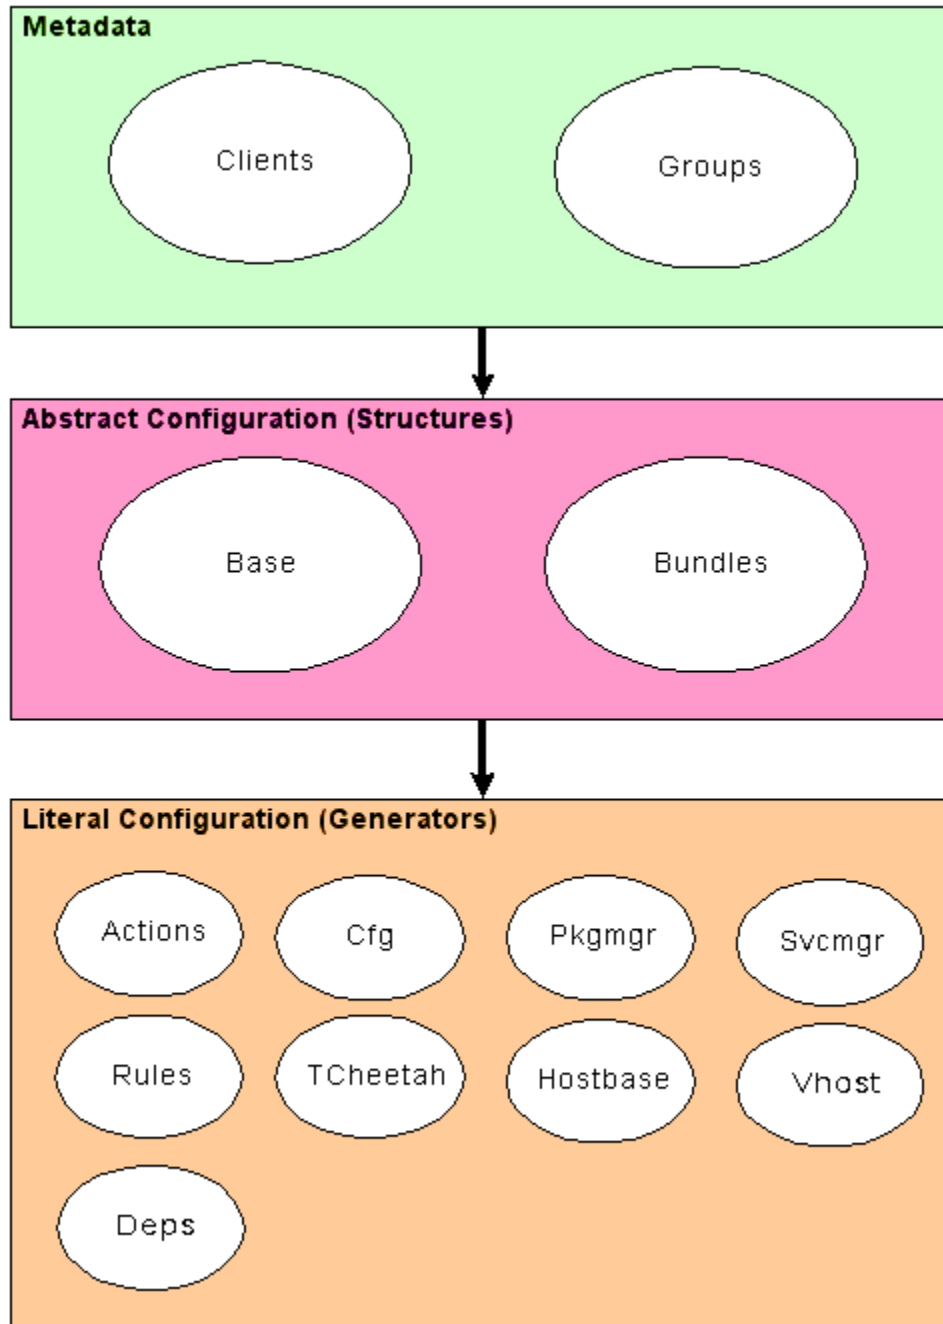 Metadata
Clients
Groups
Abstract Configuration (Structures)
Base
Bundles
Literal Configuration (Generators)
Actions
Cfg
Pkgmgr
Svcmgr
Rules
TCheetah
Hostbase
Vhost
Deps